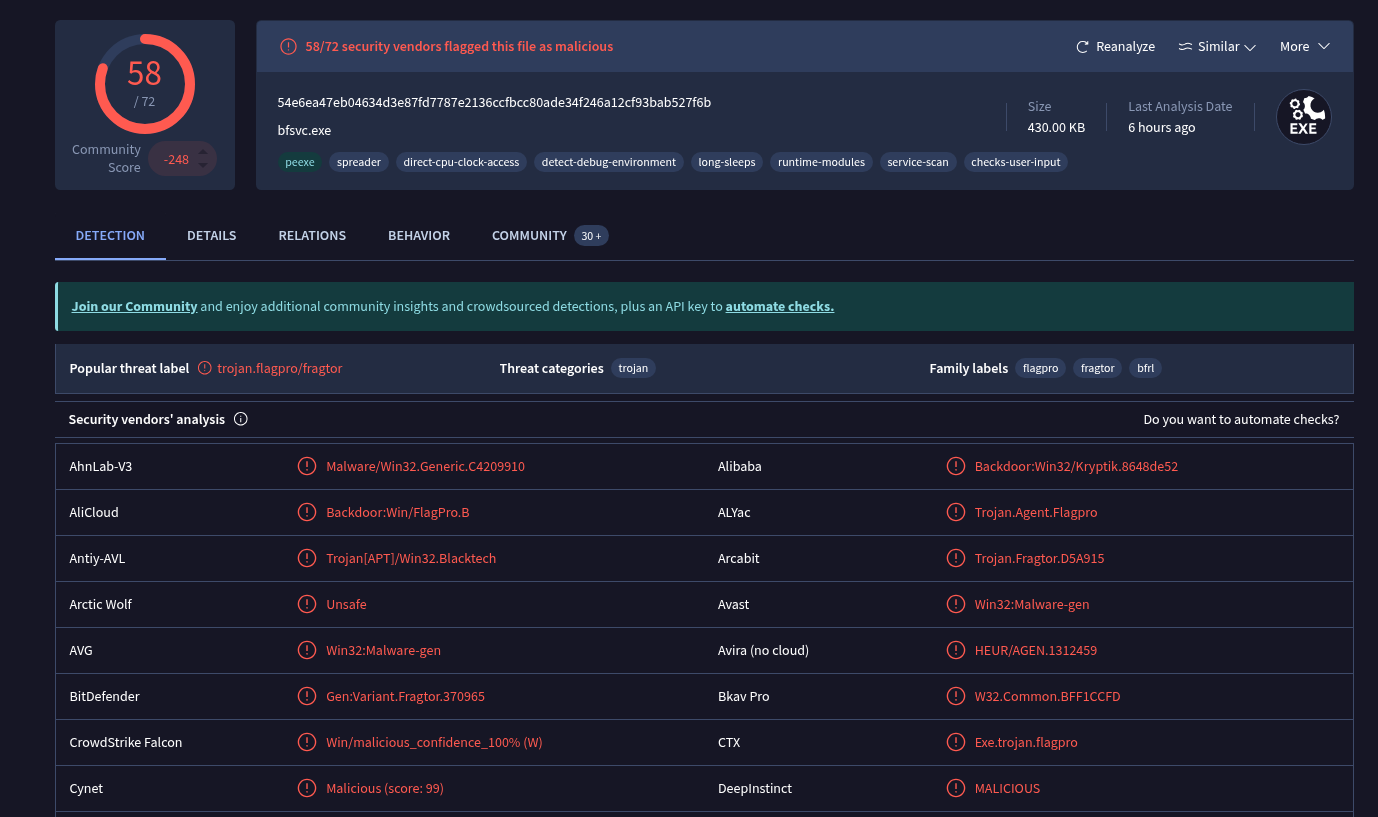 58/72 security vendors flagged this file as malicious
Reanalyze
Similar
More
58
/ 72
Community Score
-248
54e6ea47eb04634d3e87fd7787e2136ccfbcc80ade34f246a12cf93bab527f6b
bfsvc.exe
Size
430.00 KB
Last Analysis Date
6 hours ago
EXE
peexe spreader direct-cpu-clock-access detect-debug-environment long-sleeps runtime-modules service-scan checks-user-input
DETECTION DETAILS RELATIONS BEHAVIOR COMMUNITY 30 +
Join our Community and enjoy additional community insights and crowdsourced detections, plus an API key to automate checks.
Popular threat label trojan.flagpro/fragtor Threat categories trojan Family labels flagpro fragtor bfrl
Security vendors' analysis Do you want to automate checks?
AhnLab-V3 Malware/Win32.Generic.C4209910 Alibaba Backdoor:Win32/Kryptik.8648de52
AliCloud Backdoor:Win/FlagPro.B ALYac Trojan.Agent.Flagpro
Antiy-AVL Trojan[APT]/Win32.Blacktech Arcabit Trojan.Fragtor.D5A915
Arctic Wolf Unsafe Avast Win32:Malware-gen
AVG Win32:Malware-gen Avira (no cloud) HEUR/AGEN.1312459
BitDefender Gen:Variant.Fragtor.370965 Bkav Pro W32.Common.BFF1CCFD
CrowdStrike Falcon Win/malicious_confidence_100% (W) CTX Exe.trojan.flagpro
Cynet Malicious (score: 99) DeepInstinct MALICIOUS